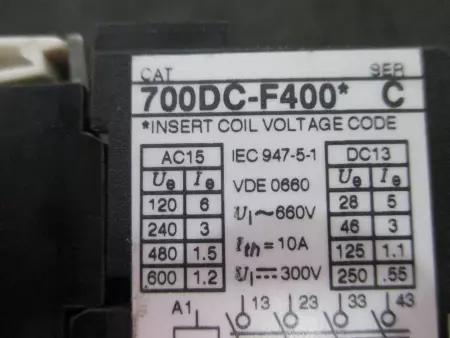 CAT SER
700DC-F400* C
*INSERT COIL VOLTAGE CODE
AC15 IEC 947-5-1 DC13
Ue Ie VDE 0660 Ue Ie
120 6 Ui~660V 28 5
240 3 46 3
480 1.5 Ith=10A 125 1.1
600 1.2 Ui⎓300V 250 .55
A1 13 23 33 43